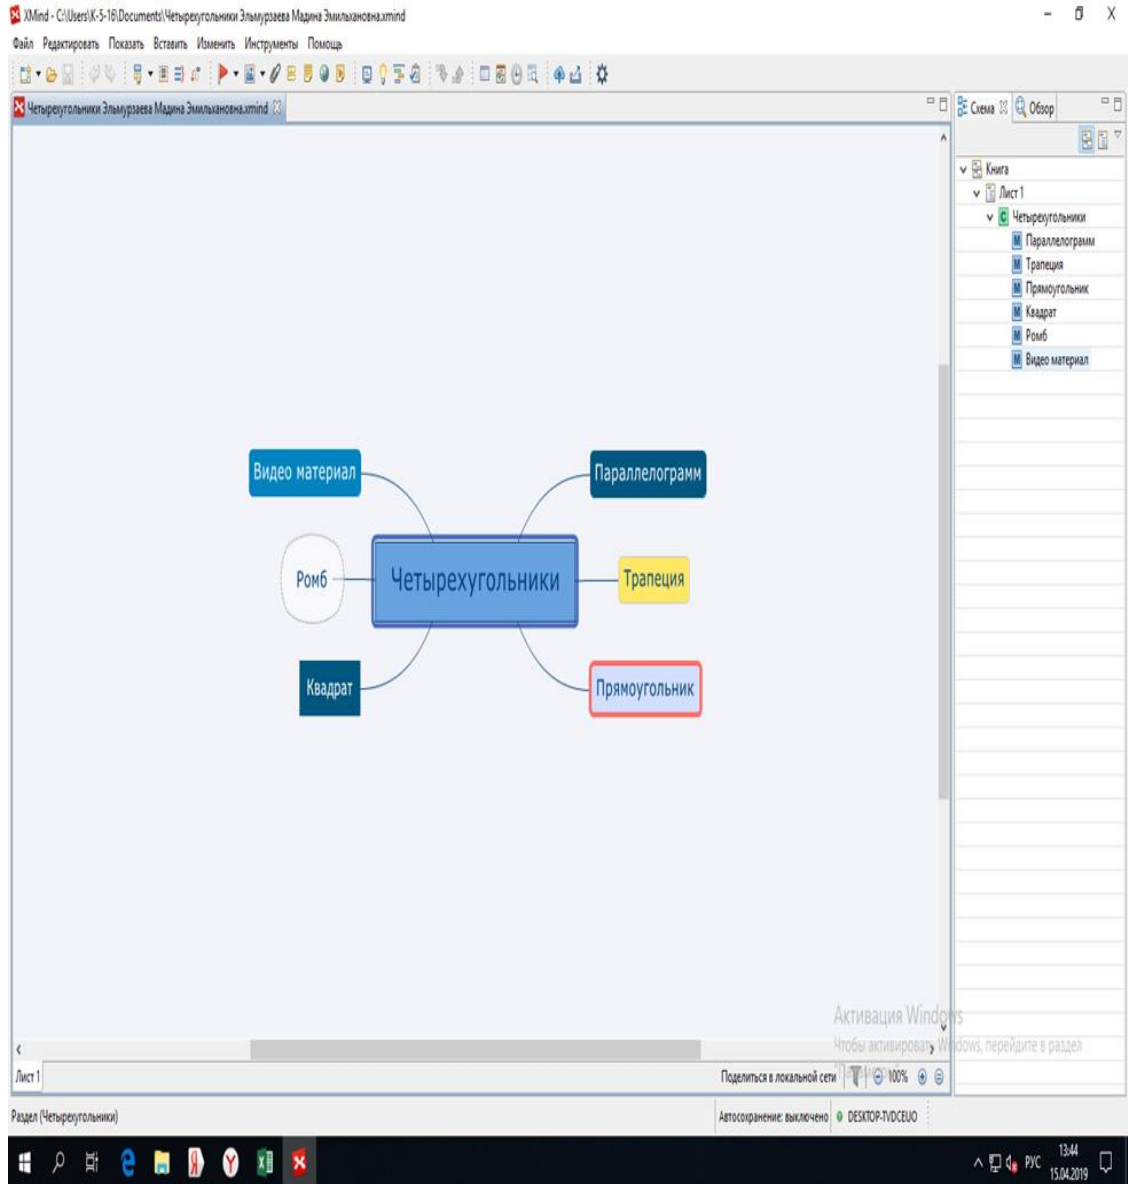 XMind - C:\Users\K-5-16\Documents\Четырехугольники Эльмурзаева Мадина Эмильхановна.xmind
Файл Редактировать Показать Вставить Изменить Инструменты Помощь
Четырехугольники Эльмурзаева Мадина Эмильхановна.xmind
Схема Обзор
Книга
Лист 1
Четырехугольники
Параллелограмм
Трапеция
Прямоугольник
Квадрат
Ромб
Видео материал
Видео материал
Параллелограмм
Ромб
Четырехугольники
Трапеция
Квадрат
Прямоугольник
Активация Windows
Чтобы активировать Windows, перейдите в раздел
Лист 1
Поделиться в локальной сети
100%
Раздел (Четырехугольники)
Автосохранение: выключено
DESKTOP-TVDCEUO
РУС
13:44
15.04.2019